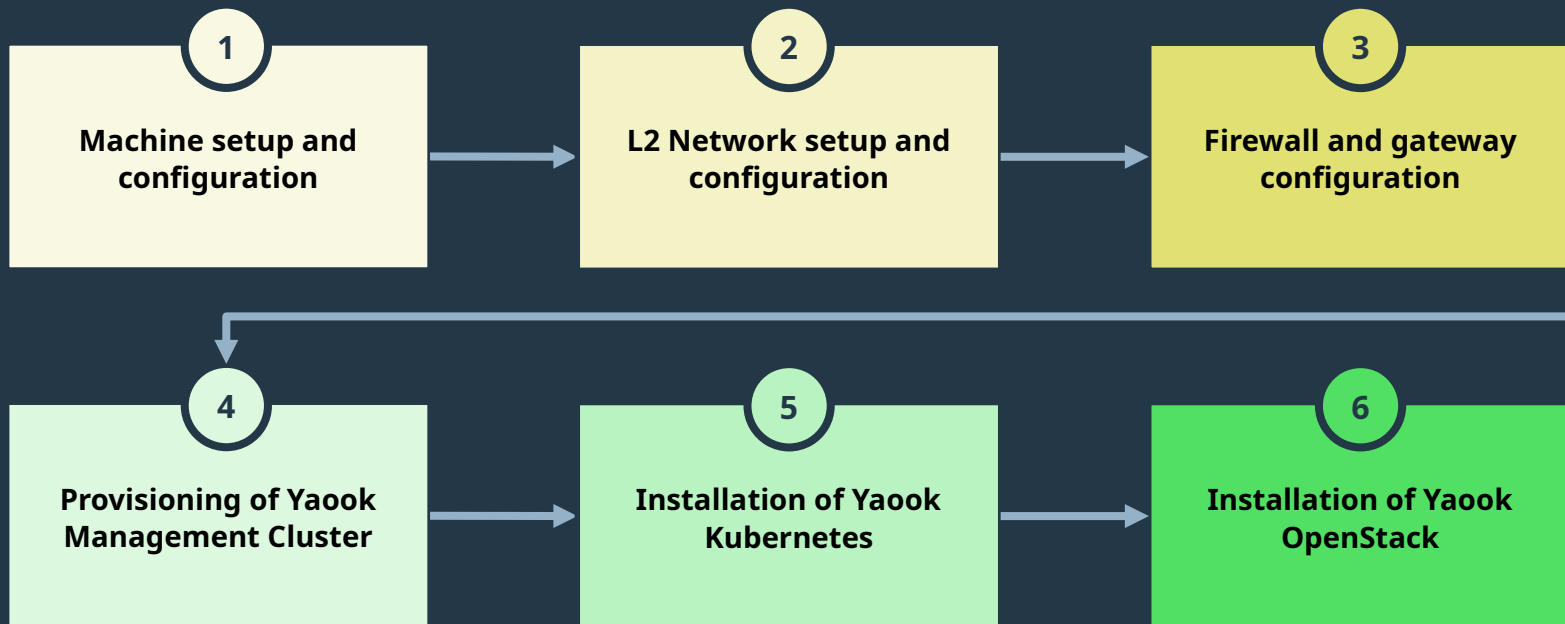 1
Machine setup and
configuration
2
L2 Network setup and
configuration
3
Firewall and gateway
configuration
4
Provisioning of Yaook
Management Cluster
5
Installation of Yaook
Kubernetes
6
Installation of Yaook
OpenStack